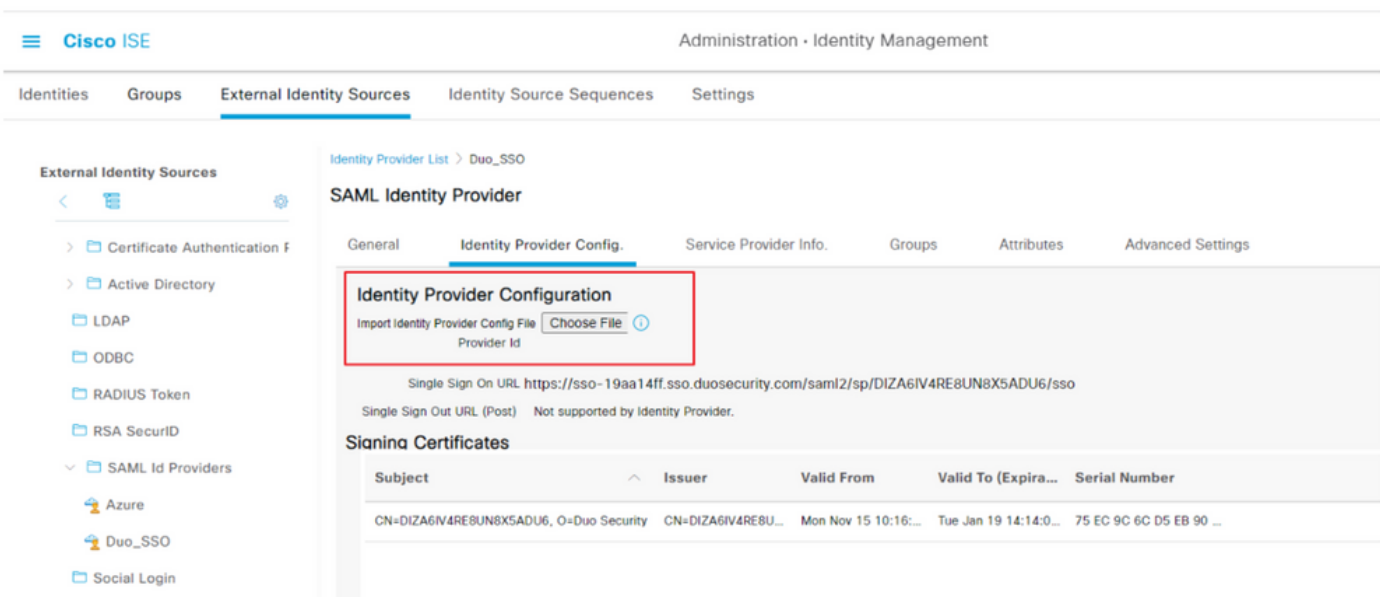 Cisco ISE
Administration · Identity Management
Identities Groups External Identity Sources Identity Source Sequences Settings
External Identity Sources
Certificate Authentication F
Active Directory
LDAP
ODBC
RADIUS Token
RSA SecurID
SAML Id Providers
Azure
Duo_SSO
Social Login
Identity Provider List > Duo_SSO
SAML Identity Provider
General Identity Provider Config. Service Provider Info. Groups Attributes Advanced Settings
Identity Provider Configuration
Import Identity Provider Config File Choose File
Provider Id
Single Sign On URL https://sso-19aa14ff.sso.duosecurity.com/saml2/sp/DIZA6IV4RE8UN8X5ADU6/sso
Single Sign Out URL (Post) Not supported by Identity Provider.
Signing Certificates
Subject Issuer Valid From Valid To (Expira... Serial Number
CN=DIZA6IV4RE8UN8X5ADU6, O=Duo Security CN=DIZA6IV4RE8U... Mon Nov 15 10:16:... Tue Jan 19 14:14:0... 75 EC 9C 6C D5 EB 90 ...